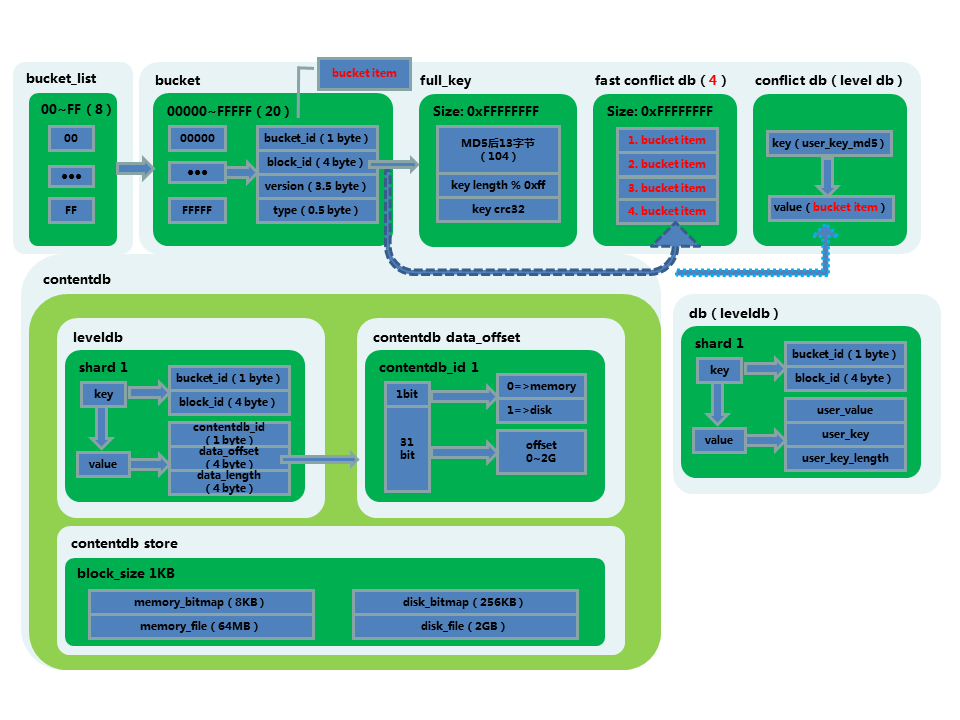 bucket_list
00~FF（8）
00
•••
FF
bucket
bucket item
00000~FFFFF（20）
00000
•••
FFFFF
bucket_id（1 byte）
block_id（4 byte）
version（3.5 byte）
type（0.5 byte）
full_key
Size: 0xFFFFFFFF
MD5后13字节
（104）
key length % 0xff
key crc32
fast conflict db（4）
Size: 0xFFFFFFFF
1. bucket item
2. bucket item
3. bucket item
4. bucket item
conflict db（level db）
key（user_key_md5）
value（bucket item）
contentdb
leveldb
shard 1
key
value
bucket_id（1 byte）
block_id（4 byte）
contentdb_id
（1 byte）
data_offset
（4 byte）
data_length
（4 byte）
contentdb data_offset
contentdb_id 1
1bit
31
bit
0=>memory
1=>disk
offset
0~2G
db（leveldb）
shard 1
key
value
bucket_id（1 byte）
block_id（4 byte）
user_value
user_key
user_key_length
contentdb store
block_size 1KB
memory_bitmap（8KB）
memory_file（64MB）
disk_bitmap（256KB）
disk_file（2GB）